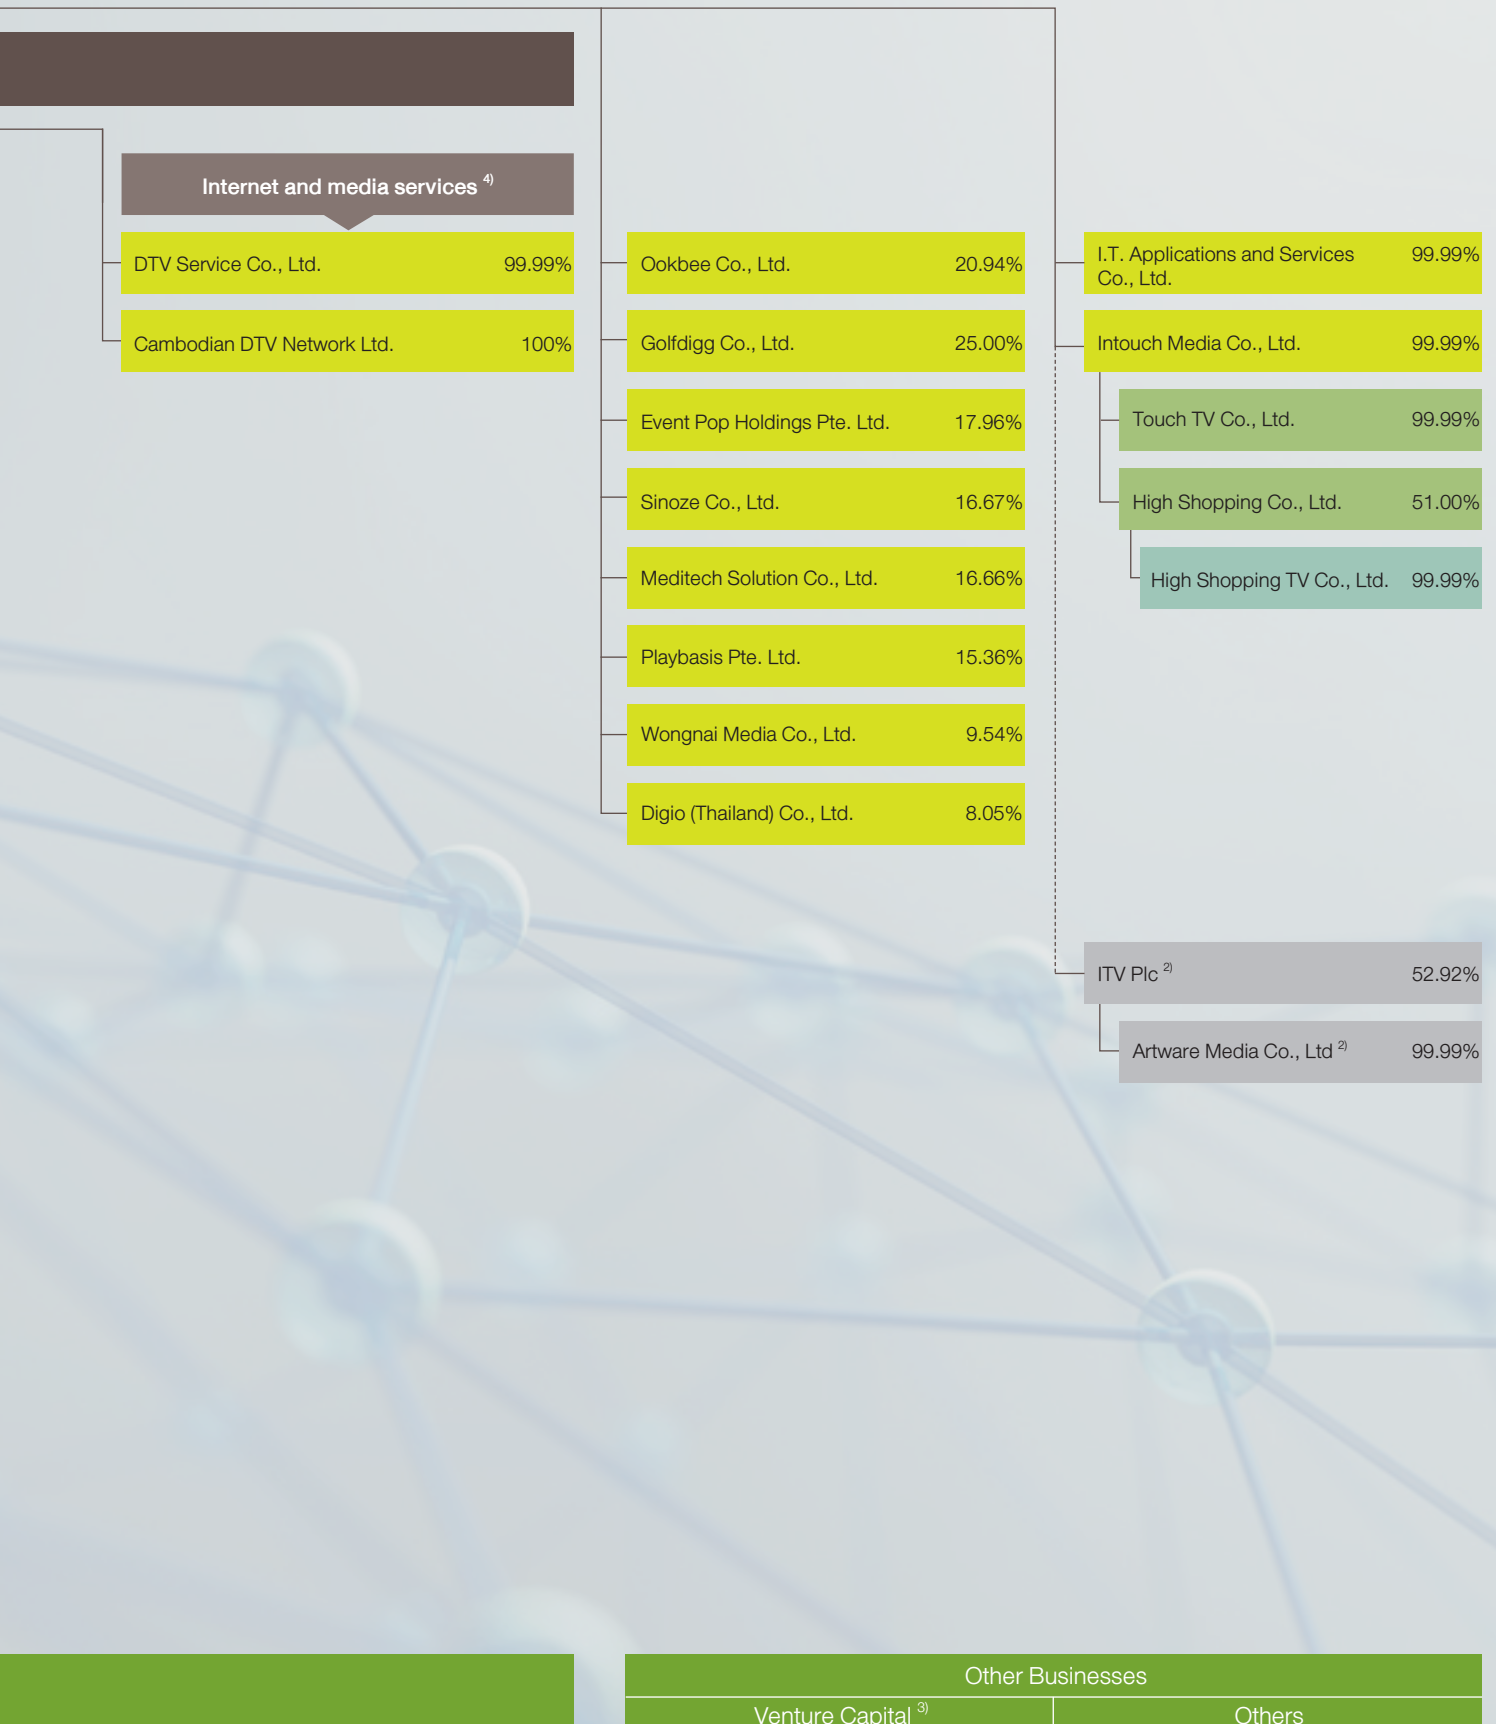 Internet and media services 4)
DTV Service Co., Ltd. 99.99%
Cambodian DTV Network Ltd. 100%
Ookbee Co., Ltd. 20.94%
Golfdigg Co., Ltd. 25.00%
Event Pop Holdings Pte. Ltd. 17.96%
Sinoze Co., Ltd. 16.67%
Meditech Solution Co., Ltd. 16.66%
Playbasis Pte. Ltd. 15.36%
Wongnai Media Co., Ltd. 9.54%
Digio (Thailand) Co., Ltd. 8.05%
I.T. Applications and Services 99.99%
Co., Ltd.
Intouch Media Co., Ltd. 99.99%
Touch TV Co., Ltd. 99.99%
High Shopping Co., Ltd. 51.00%
High Shopping TV Co., Ltd. 99.99%
ITV Plc 2) 52.92%
Artware Media Co., Ltd 2) 99.99%
Other Businesses
Venture Capital 3)
Others